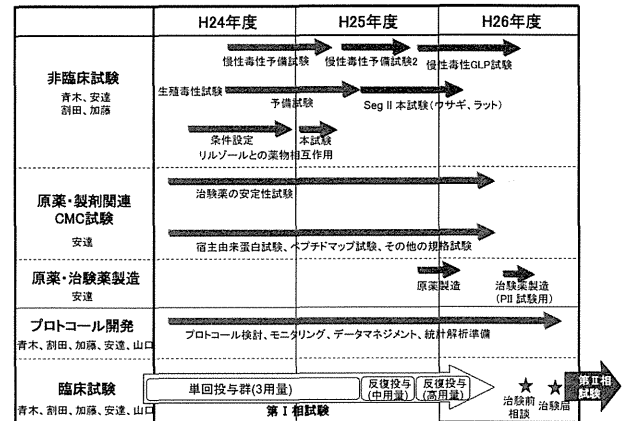 H24年度
H25年度
H26年度
非臨床試験
青木、安達
割田、加藤
慢性毒性予備試験
慢性毒性予備試験2
慢性毒性GLP試験
生殖毒性試験
予備試験
Seg II 本試験(ウサギ、ラット)
条件設定
本試験
リルゾールとの薬物相互作用
原薬・製剤関連
CMC試験
安達
治験薬の安定性試験
宿主由来蛋白試験、ペプチドマップ試験、その他の規格試験
原薬・治験薬製造
安達
原薬製造
治験薬製造
(PII 試験用)
プロトコール開発
青木、割田、加藤、安達、山口
プロトコール検討、モニタリング、データマネジメント、統計解析準備
臨床試験
青木、割田、加藤、安達、山口
単回投与群(3用量)
反復投与
(中用量)
反復投与
(高用量)
第Ⅰ相試験
治験前
相談
治験届
第Ⅱ相
試験